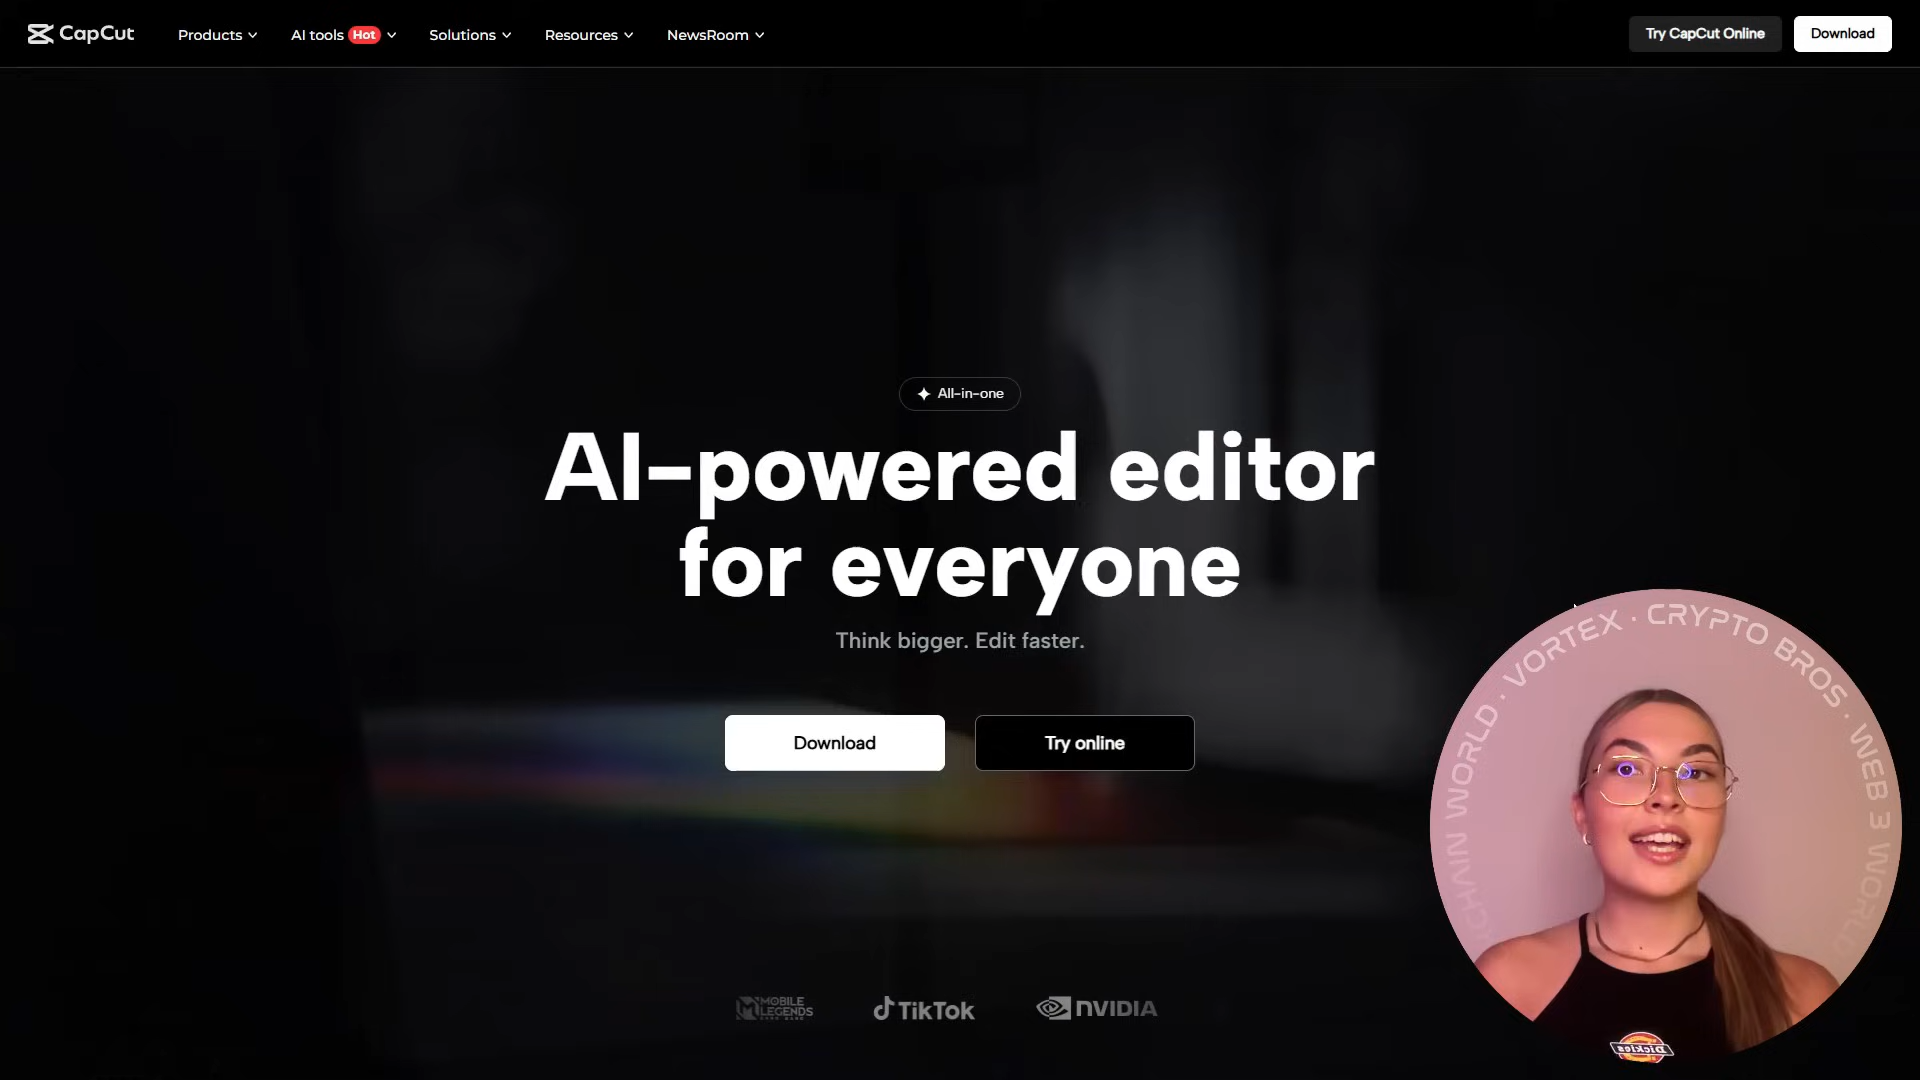 CapCut
Products
AI tools Hot
Solutions
Resources
NewsRoom
Try CapCut Online
Download
All-in-one
AI-powered editor
for everyone
Think bigger. Edit faster.
Download
Try online
MOBILE
LEGENDS
TikTok
NVIDIA
WORLD · VORTEX · CRYPTO BROS · WEB 3 WORLD
Dickies